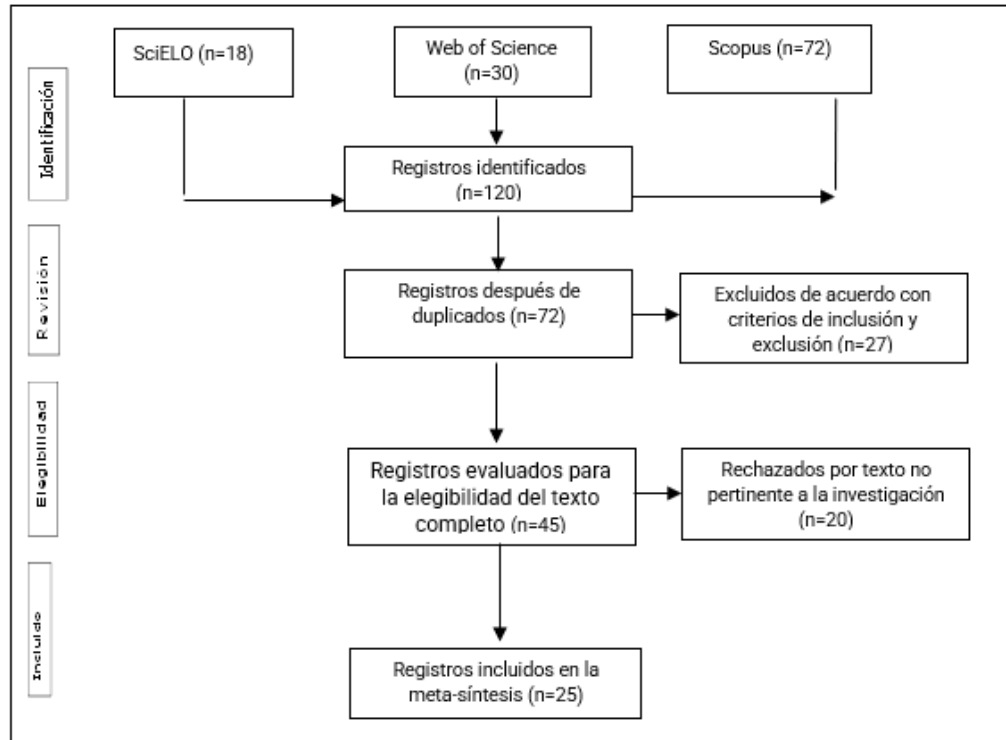 SciELO (n=18)
Web of Science
(n=30)
Scopus (n=72)
Identificación
Registros identificados
(n=120)
Revisión
Registros después de
duplicados (n=72)
Excluidos de acuerdo con
criterios de inclusión y
exclusión (n=27)
Elegibilidad
Registros evaluados para
la elegibilidad del texto
completo (n=45)
Rechazados por texto no
pertinente a la investigación
(n=20)
Incluido
Registros incluidos en la
meta-síntesis (n=25)